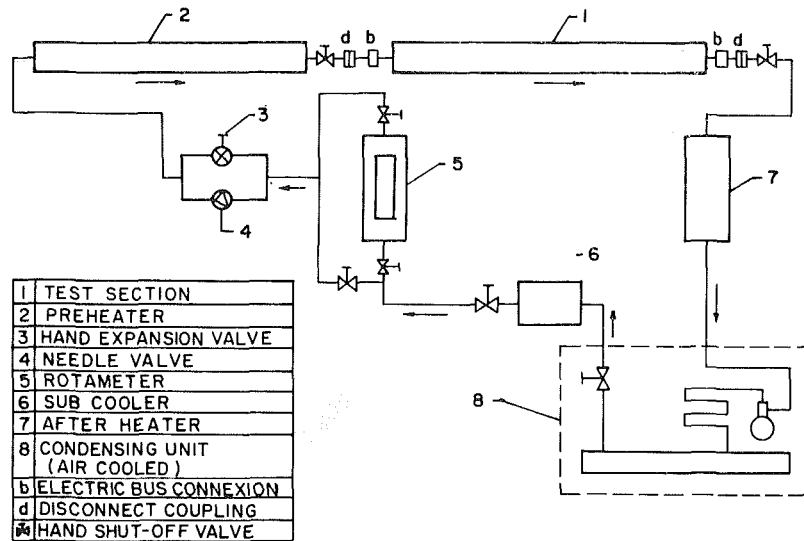 2
1
d b
b d
3
5
7
4
6
8
1 TEST SECTION
2 PREHEATER
3 HAND EXPANSION VALVE
4 NEEDLE VALVE
5 ROTAMETER
6 SUB COOLER
7 AFTER HEATER
8 CONDENSING UNIT
(AIR COOLED)
b ELECTRIC BUS CONNEXION
d DISCONNECT COUPLING
HAND SHUT-OFF VALVE